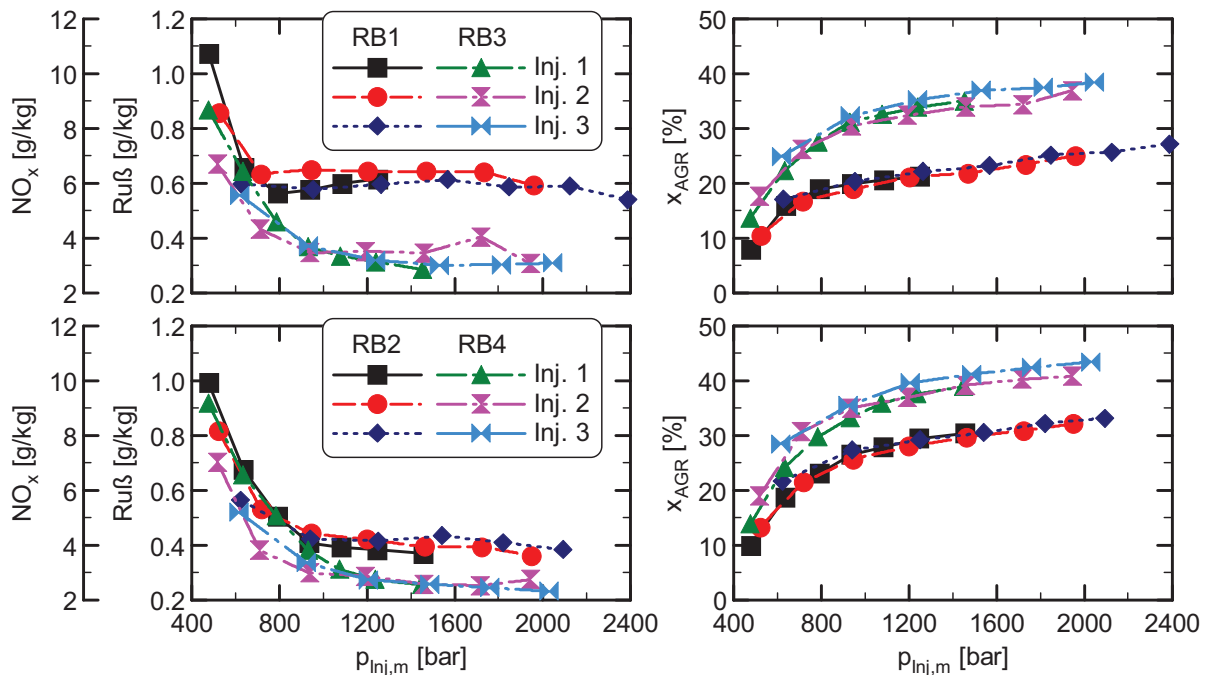 NOx [g/kg]
12
10
8
6
4
2
Ruß [g/kg]
1.2
1.0
0.8
0.6
0.4
0.2
RB1 RB3
Inj. 1
Inj. 2
Inj. 3
xAGR [%]
50
40
30
20
10
0
NOx [g/kg]
12
10
8
6
4
2
Ruß [g/kg]
1.2
1.0
0.8
0.6
0.4
0.2
RB2 RB4
Inj. 1
Inj. 2
Inj. 3
400 800 1200 1600 2000 2400
pInj,m [bar]
xAGR [%]
50
40
30
20
10
0
400 800 1200 1600 2000 2400
pInj,m [bar]